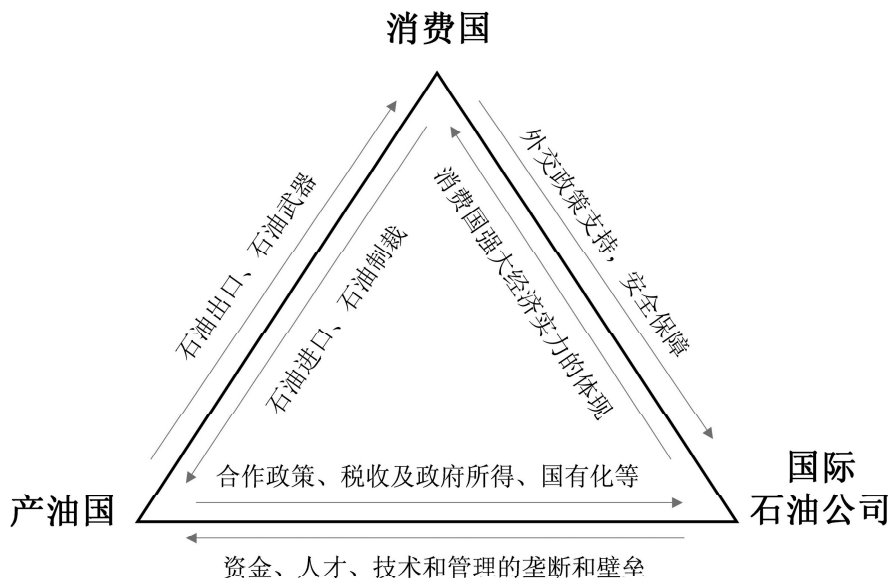 消费国
石油出口、石油武器
石油进口、石油制裁
消费国强大经济实力的体现
外交政策支持，安全保障
合作政策、税收及政府所得、国有化等
产油国
国际
石油公司
资金、人才、技术和管理的垄断和壁垒